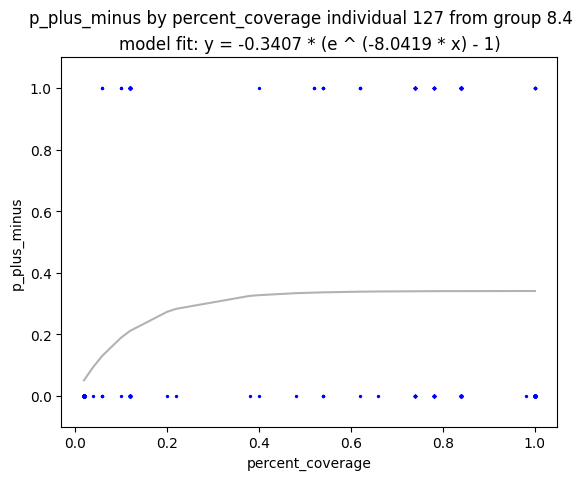 p_plus_minus by percent_coverage individual 127 from group 8.4
model fit: y = -0.3407 * (e ^ (-8.0419 * x) - 1)
1.0
0.8
0.6
0.4
0.2
0.0
p_plus_minus
0.0 0.2 0.4 0.6 0.8 1.0
percent_coverage